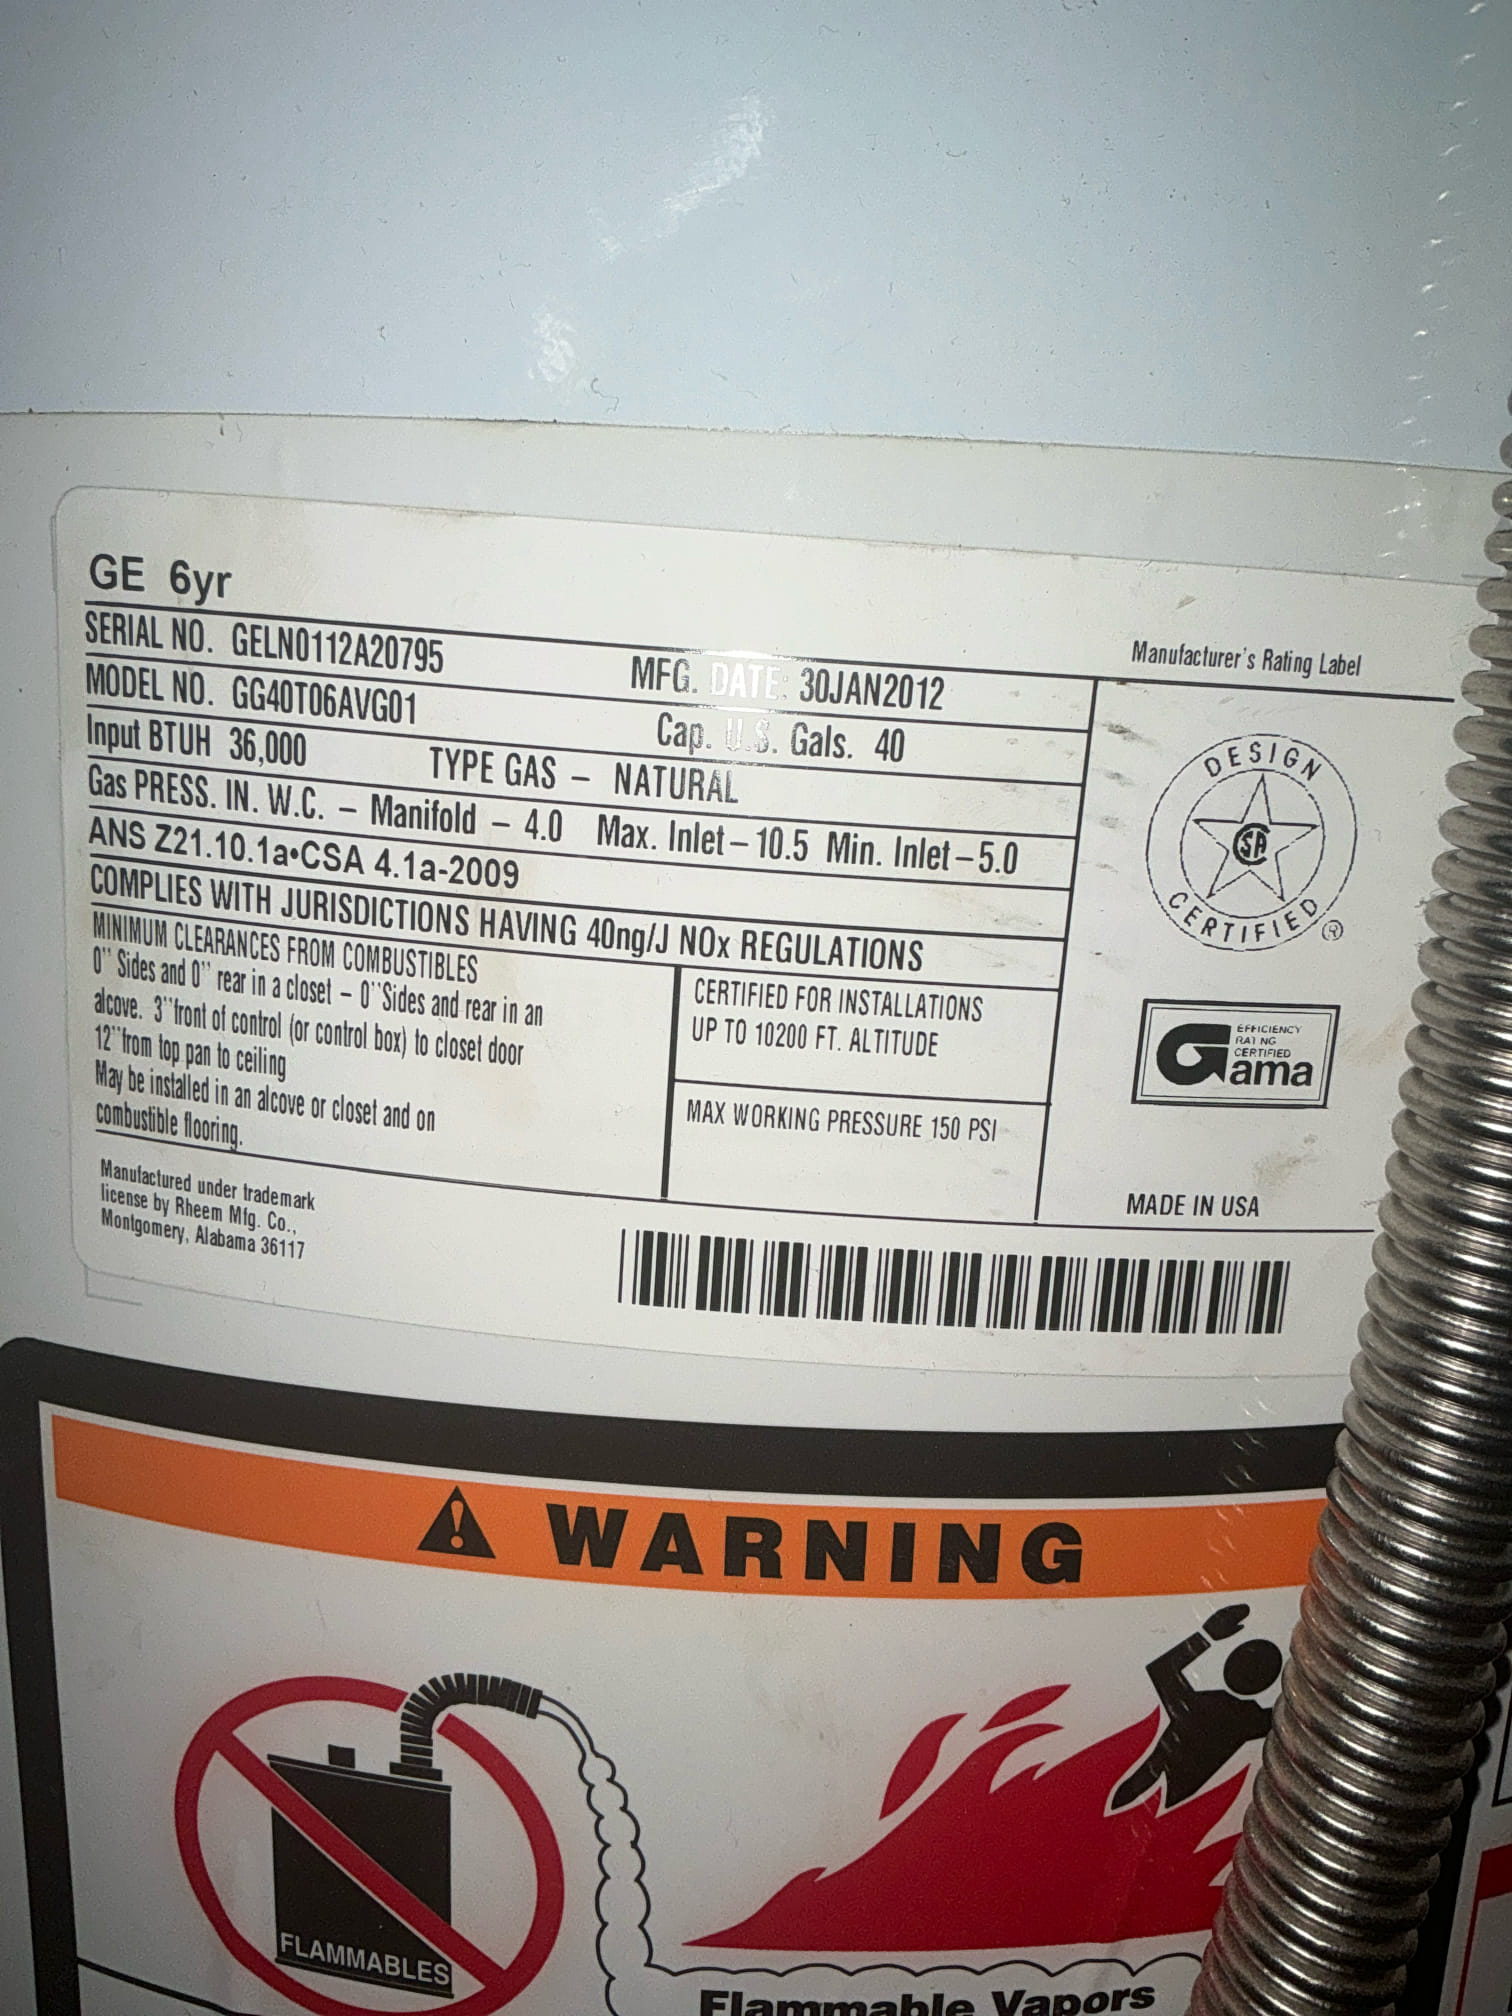 GE 6yr
SERIAL NO. GELN0112A20795 MFG. DATE: 30JAN2012
MODEL NO. GG40T06AVG01 Cap. U.S. Gals. 40
Input BTUH 36,000 TYPE GAS – NATURAL
Gas PRESS. IN. W.C. – Manifold – 4.0 Max. Inlet – 10.5 Min. Inlet – 5.0
ANS Z21.10.1a•CSA 4.1a-2009
COMPLIES WITH JURISDICTIONS HAVING 40ng/J NOx REGULATIONS
MINIMUM CLEARANCES FROM COMBUSTIBLES
0" Sides and 0" rear in a closet – 0" Sides and rear in an
alcove. 3" front of control (or control box) to closet door
12" from top pan to ceiling
May be installed in an alcove or closet and on
combustible flooring.
CERTIFIED FOR INSTALLATIONS
UP TO 10200 FT. ALTITUDE
MAX WORKING PRESSURE 150 PSI
Manufacturer's Rating Label
DESIGN
SA
CERTIFIED ®
EFFICIENCY
RATING
CERTIFIED
Gama
MADE IN USA
Manufactured under trademark
license by Rheem Mfg. Co.,
Montgomery, Alabama 36117
WARNING
FLAMMABLES
Flammable Vapors